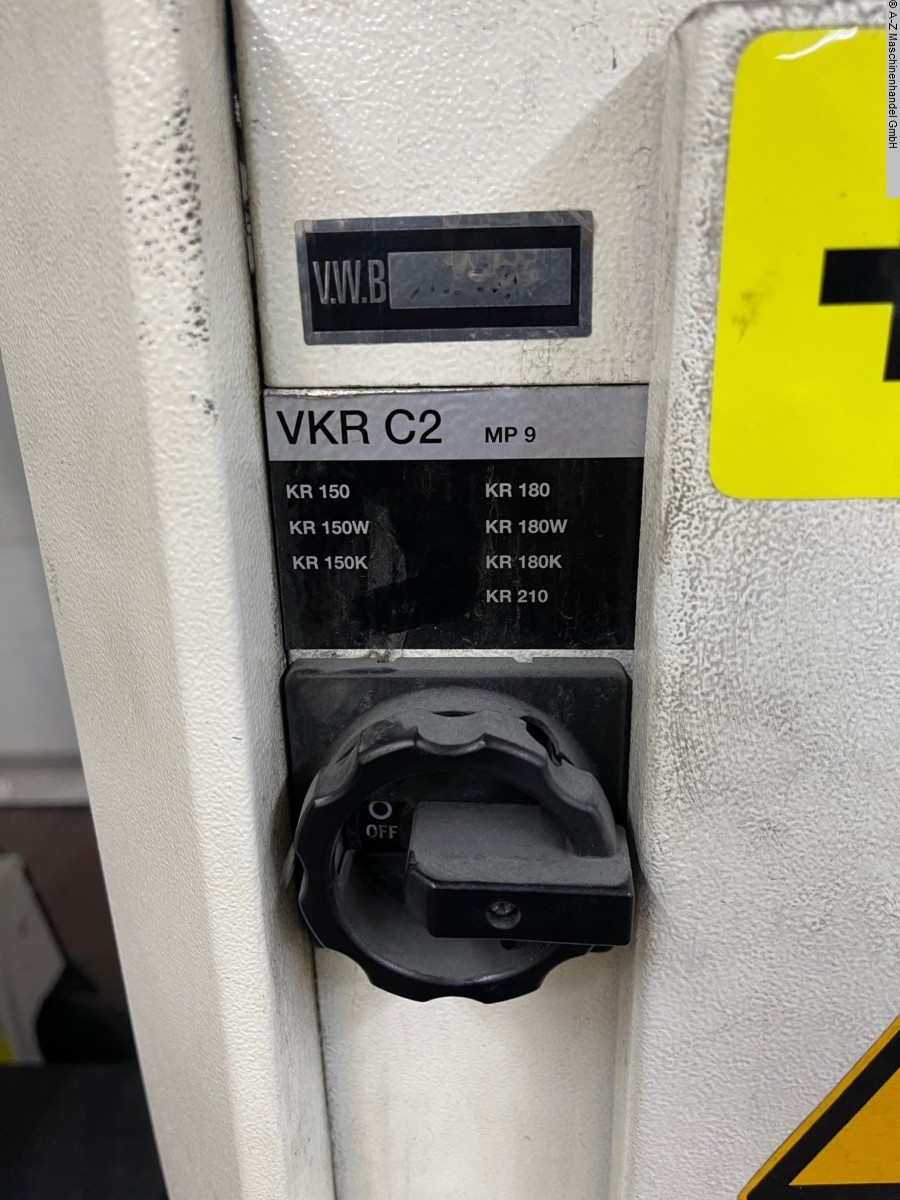 © A-Z Maschinenhandel GmbH
V.W.B
VKR C2 MP 9
KR 150 KR 180
KR 150W KR 180W
KR 150K KR 180K
KR 210
O
OFF